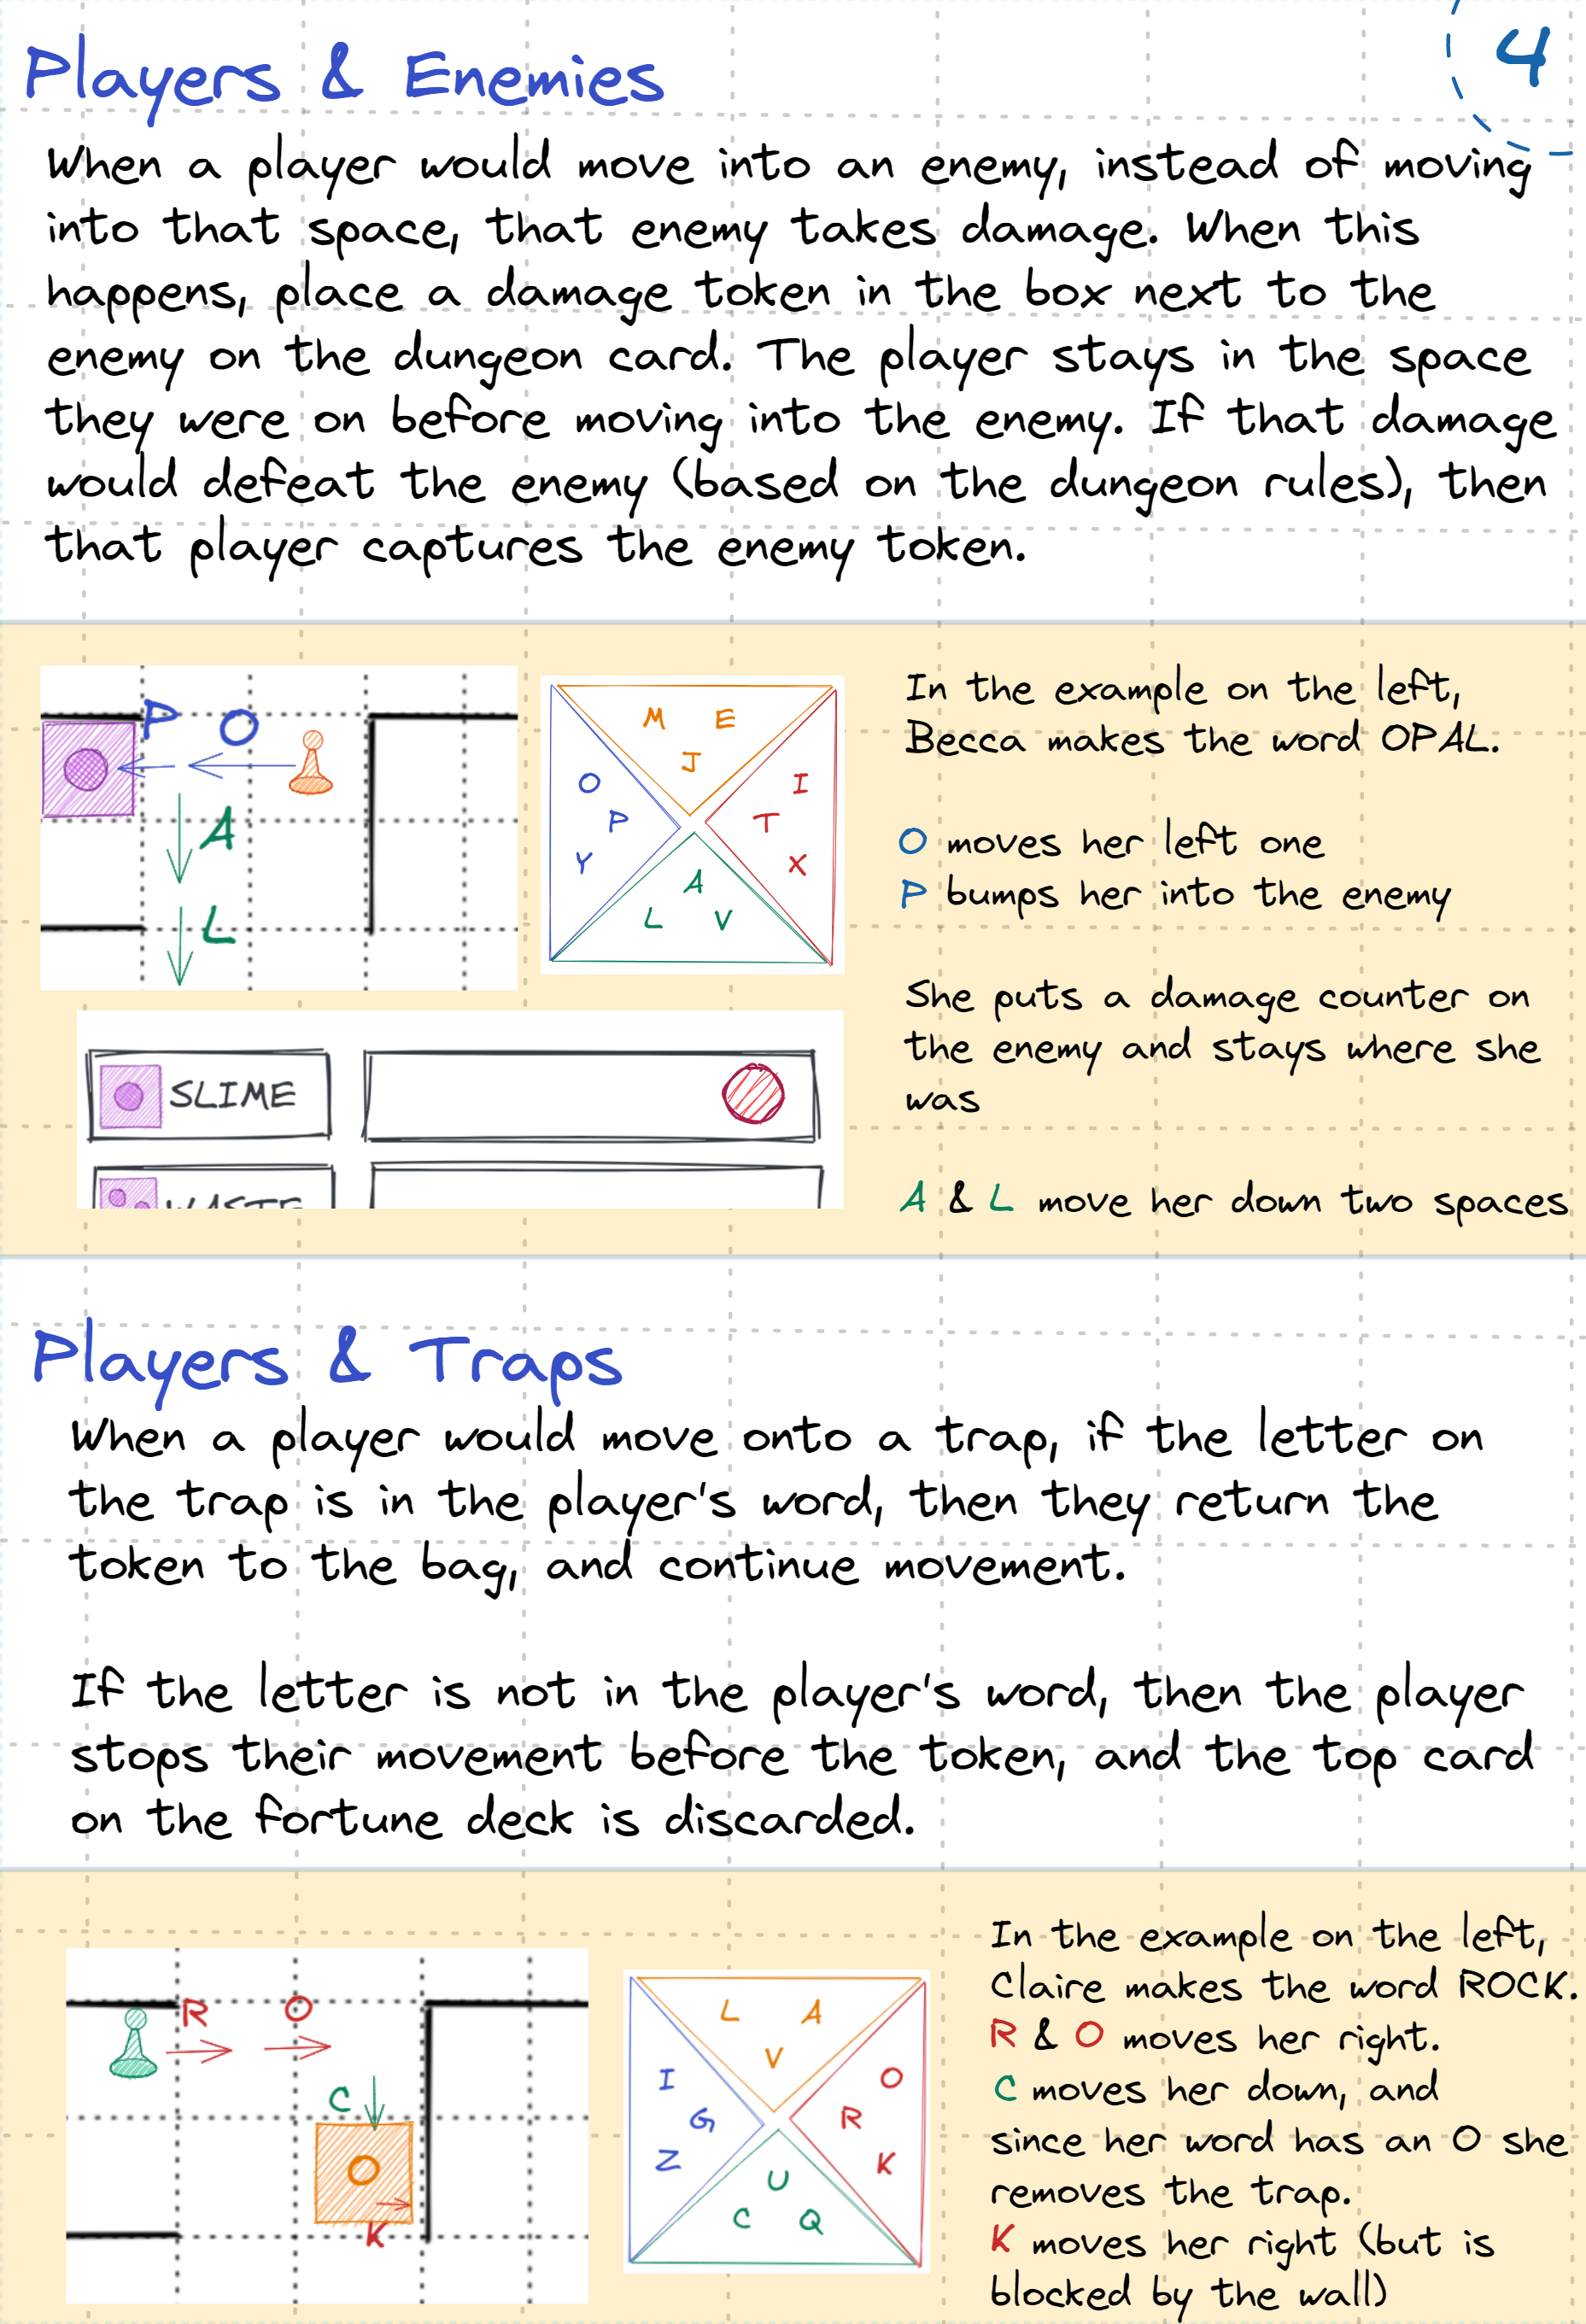 4
Players & Enemies
When a player would move into an enemy, instead of moving
into that space, that enemy takes damage. When this
happens, place a damage token in the box next to the
enemy on the dungeon card. The player stays in the space
they were on before moving into the enemy. If that damage
would defeat the enemy (based on the dungeon rules), then
that player captures the enemy token.
P O
A
L
M E
J
O
P
Y
I
T
X
A
L V
SLIME
WASTE
In the example on the left,
Becca makes the word OPAL.
O moves her left one
P bumps her into the enemy
She puts a damage counter on
the enemy and stays where she
was
A & L move her down two spaces
Players & Traps
When a player would move onto a trap, if the letter on
the trap is in the player's word, then they return the
token to the bag, and continue movement.
If the letter is not in the player's word, then the player
stops their movement before the token, and the top card
on the fortune deck is discarded.
R O
C
O
K
L A
V
I
G
Z
O
R
K
U
C Q
In the example on the left,
Claire makes the word ROCK.
R & O moves her right.
C moves her down, and
since her word has an O she
removes the trap.
K moves her right (but is
blocked by the wall)